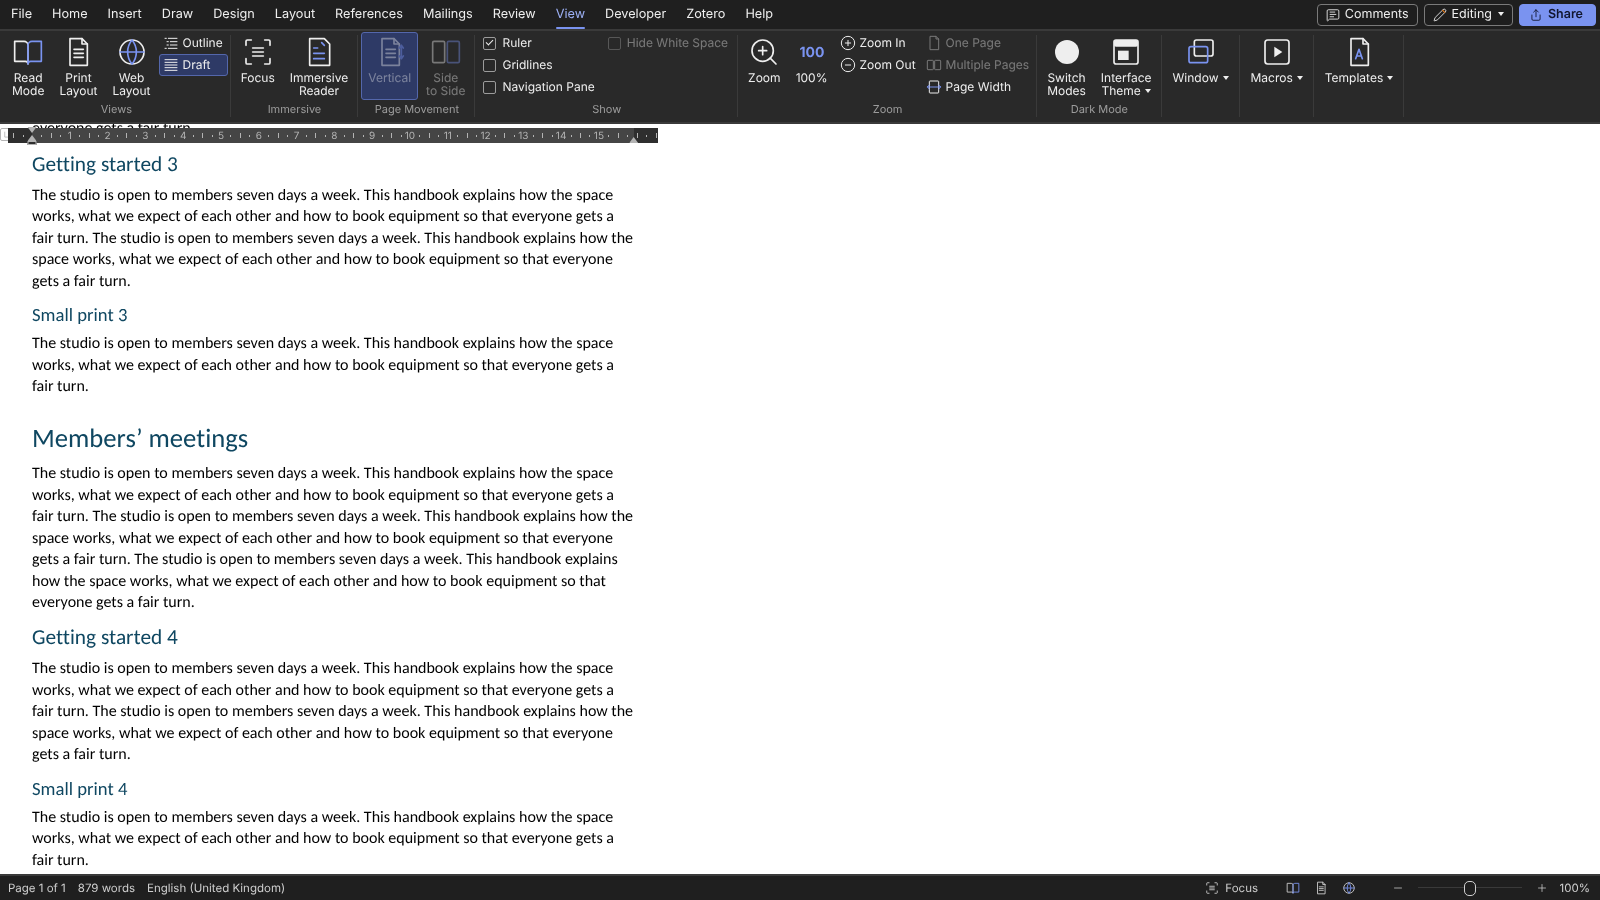 File Home Insert Draw Design Layout References Mailings Review View Developer Zotero Help Comments Editing Share
Read Mode
Print Layout
Web Layout
Outline
Draft
Views
Focus
Immersive Reader
Immersive
Vertical
Side to Side
Page Movement
Ruler
Gridlines
Navigation Pane
Hide White Space
Show
Zoom
100
100%
Zoom In
Zoom Out
One Page
Multiple Pages
Page Width
Zoom
Switch Modes
Interface Theme
Dark Mode
Window
Macros
Templates
everyone gets a fair turn.
1 2 3 4 5 6 7 8 9 10 11 12 13 14 15
Getting started 3
The studio is open to members seven days a week. This handbook explains how the space
works, what we expect of each other and how to book equipment so that everyone gets a
fair turn. The studio is open to members seven days a week. This handbook explains how the
space works, what we expect of each other and how to book equipment so that everyone
gets a fair turn.
Small print 3
The studio is open to members seven days a week. This handbook explains how the space
works, what we expect of each other and how to book equipment so that everyone gets a
fair turn.
Members’ meetings
The studio is open to members seven days a week. This handbook explains how the space
works, what we expect of each other and how to book equipment so that everyone gets a
fair turn. The studio is open to members seven days a week. This handbook explains how the
space works, what we expect of each other and how to book equipment so that everyone
gets a fair turn. The studio is open to members seven days a week. This handbook explains
how the space works, what we expect of each other and how to book equipment so that
everyone gets a fair turn.
Getting started 4
The studio is open to members seven days a week. This handbook explains how the space
works, what we expect of each other and how to book equipment so that everyone gets a
fair turn. The studio is open to members seven days a week. This handbook explains how the
space works, what we expect of each other and how to book equipment so that everyone
gets a fair turn.
Small print 4
The studio is open to members seven days a week. This handbook explains how the space
works, what we expect of each other and how to book equipment so that everyone gets a
fair turn.
Page 1 of 1 879 words English (United Kingdom) Focus 100%